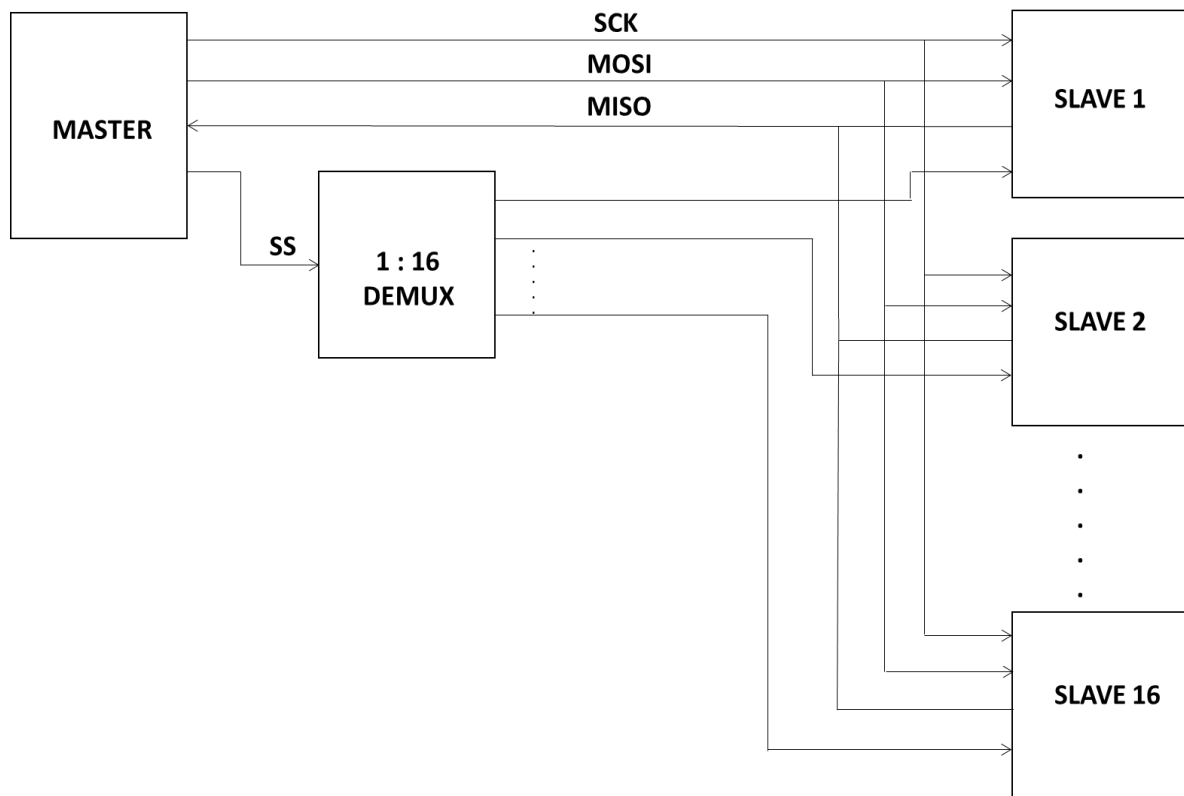 SCK
MOSI
MISO
MASTER
SLAVE 1
SS
1 : 16
DEMUX
SLAVE 2
SLAVE 16